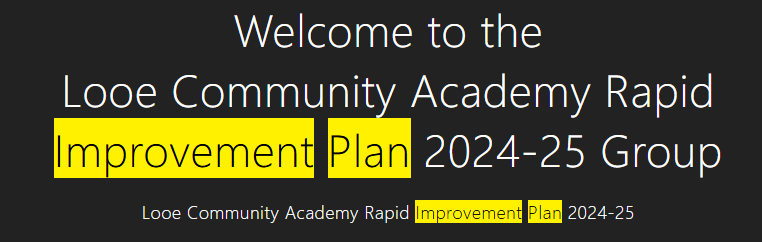 Welcome to the
Looe Community Academy Rapid
Improvement Plan 2024-25 Group
Looe Community Academy Rapid Improvement Plan 2024-25